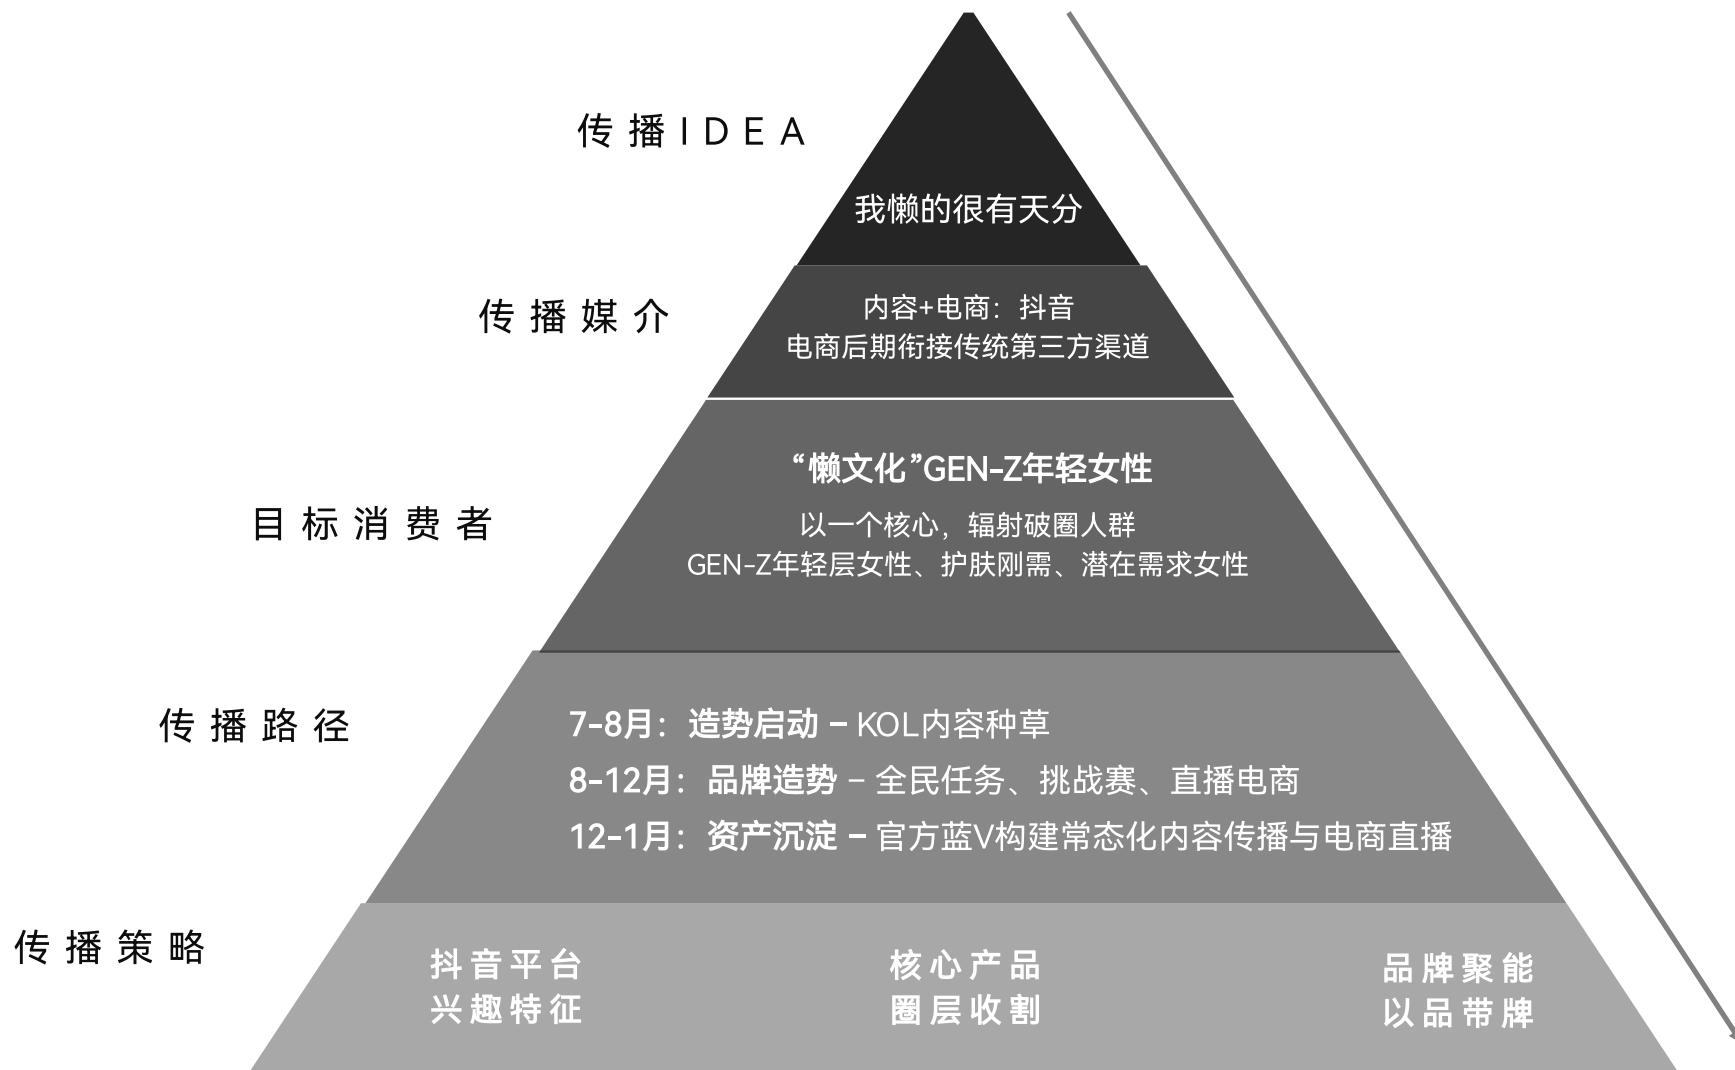 传播IDEA
我懒的很有天分
传播媒介
内容+电商：抖音
电商后期衔接传统第三方渠道
目标消费者
“懒文化”GEN-Z年轻女性
以一个核心，辐射破圈人群
GEN-Z年轻层女性、护肤刚需、潜在需求女性
传播路径
7-8月：造势启动 – KOL内容种草
8-12月：品牌造势 – 全民任务、挑战赛、直播电商
12-1月：资产沉淀 – 官方蓝V构建常态化内容传播与电商直播
传播策略
抖音平台
兴趣特征
核心产品
圈层收割
品牌聚能
以品带牌